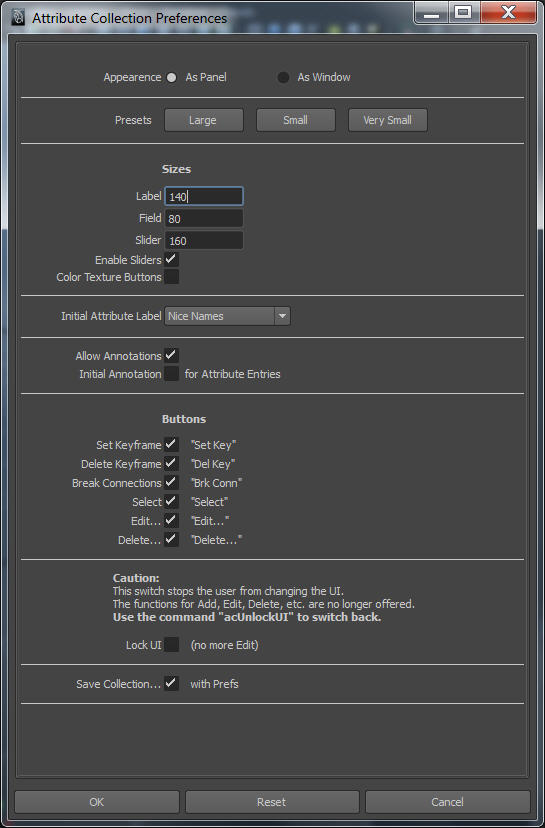 Attribute Collection Preferences
Appearence As Panel As Window
Presets Large Small Very Small
Sizes
Label 140
Field 80
Slider 160
Enable Sliders
Color Texture Buttons
Initial Attribute Label Nice Names
Allow Annotations
Initial Annotation for Attribute Entries
Buttons
Set Keyframe "Set Key"
Delete Keyframe "Del Key"
Break Connections "Brk Conn"
Select "Select"
Edit... "Edit..."
Delete... "Delete..."
Caution:
This switch stops the user from changing the UI.
The functions for Add, Edit, Delete, etc. are no longer offered.
Use the command "acUnlockUI" to switch back.
Lock UI (no more Edit)
Save Collection... with Prefs
OK Reset Cancel